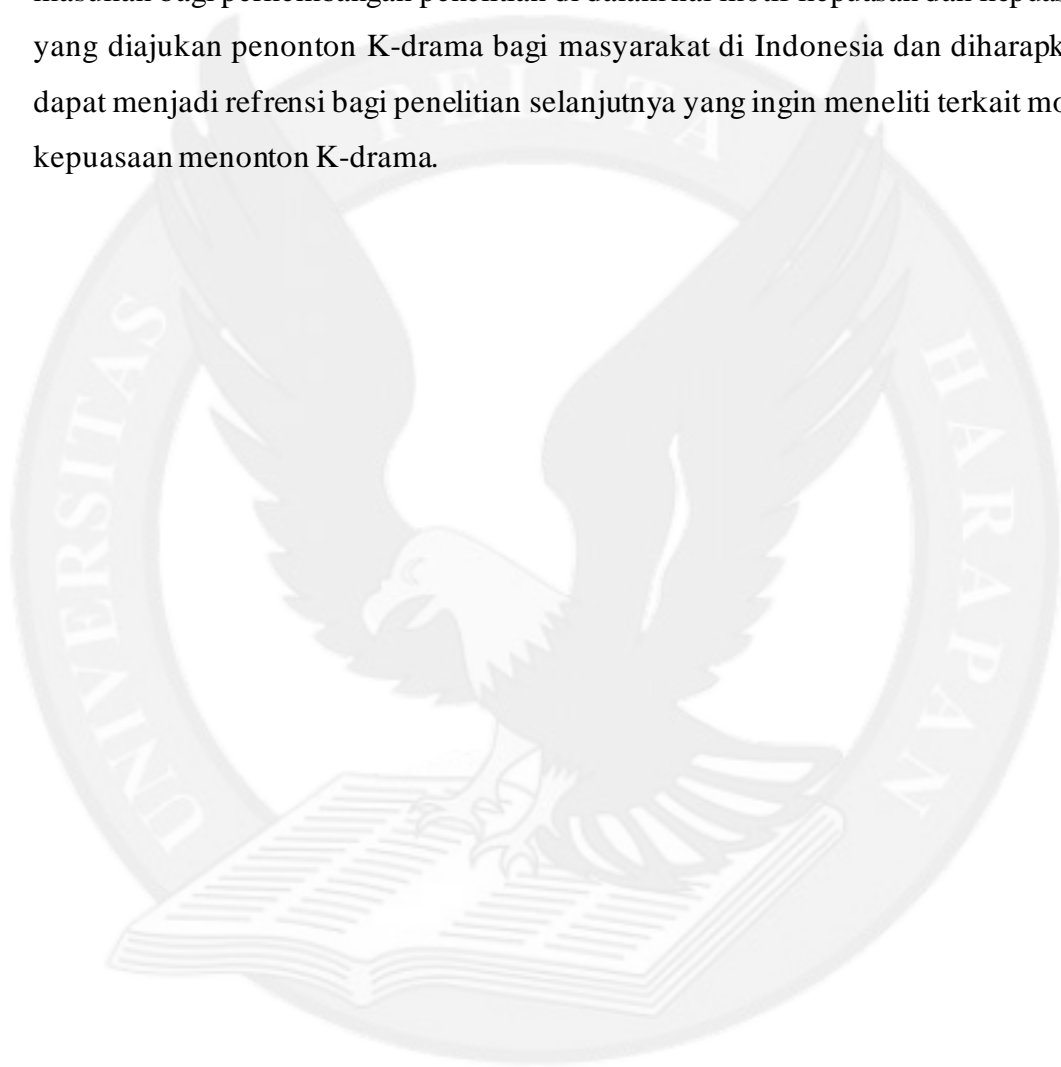 yang diajukan penonton K-drama bagi masyarakat di Indonesia dan diharapk
dapat menjadi refrensi bagi penelitian selanjutnya yang ingin meneliti terkait mo
kepuasaan menonton K-drama.
PELITA
UNIVERSITAS
HARAPAN